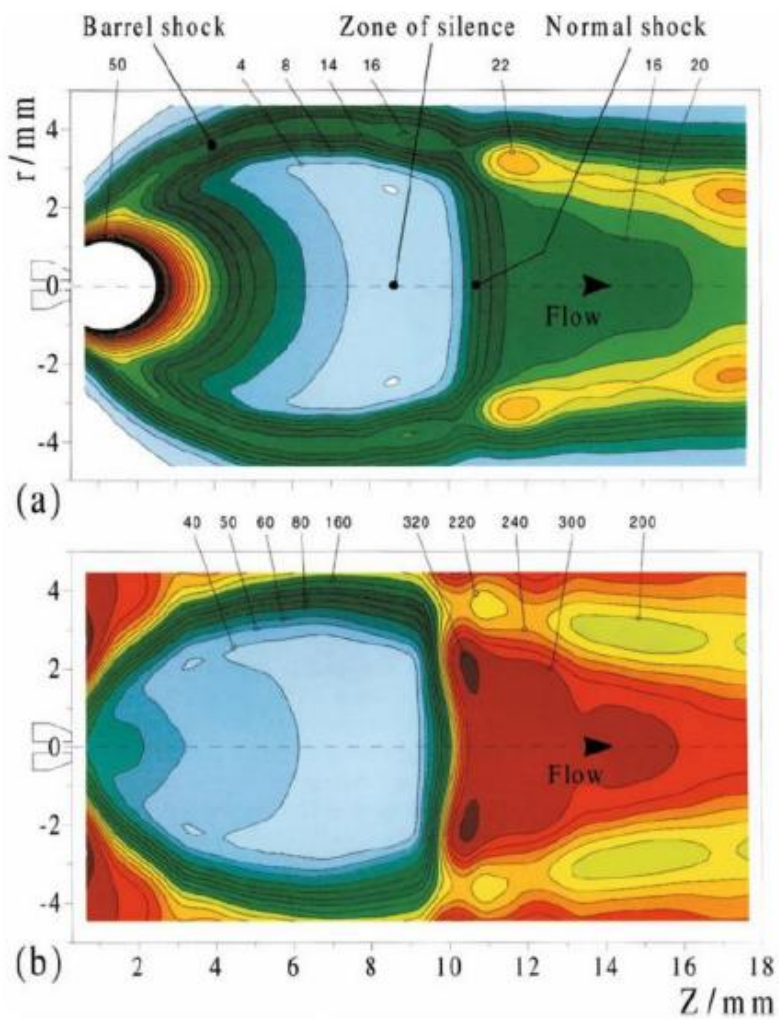 Barrel shock Zone of silence Normal shock
50 4 8 14 16 22 16 20
r/mm
4
2
0
-2
-4
Flow
(a)
40 50 60 80 160 320 220 240 300 200
4
2
0
-2
-4
Flow
(b)
2 4 6 8 10 12 14 16 18
Z/mm